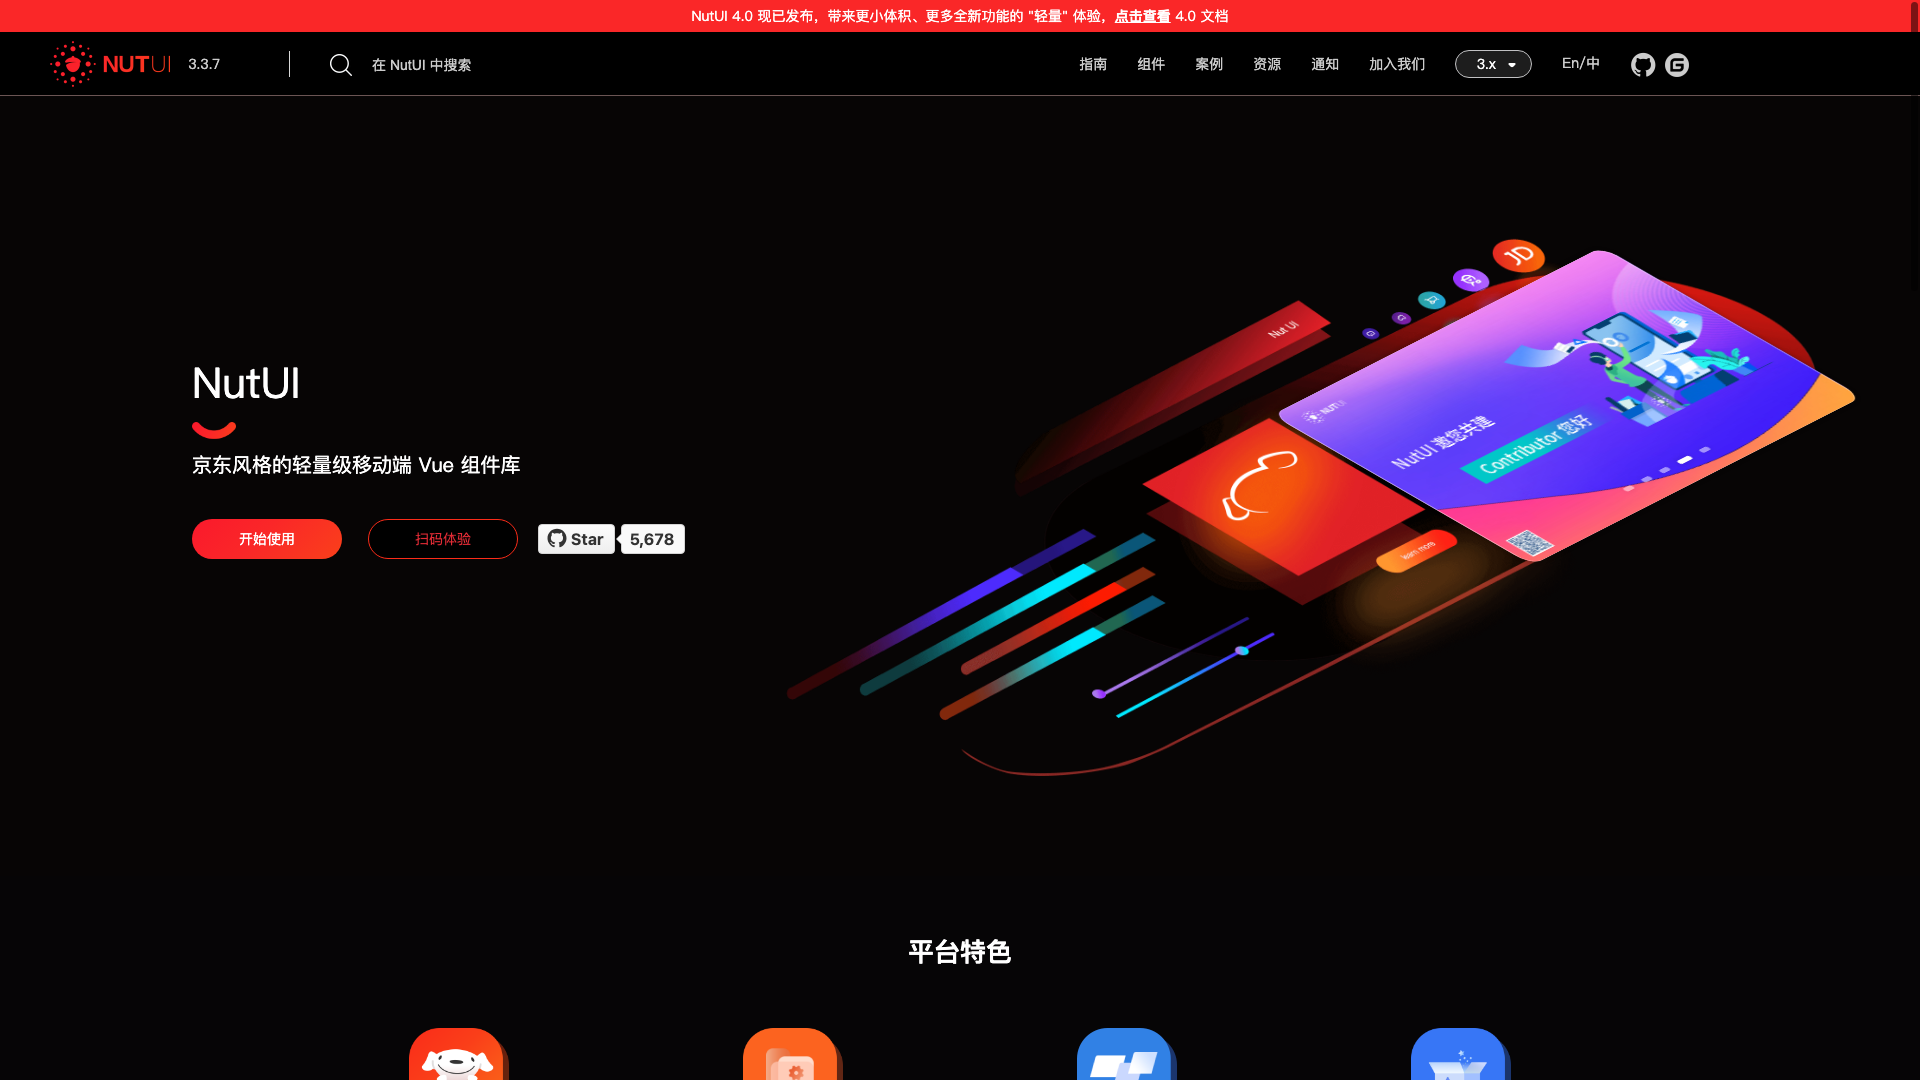 NutUI 4.0 现已发布，带来更小体积、更多全新功能的 "轻量" 体验，点击查看 4.0 文档
NUTUI 3.3.7
在 NutUI 中搜索
指南 组件 案例 资源 通知 加入我们 3.x En/中
JD
Nut UI
NUTUI
NutUI 邀您共建
Contributor 您好
learn more
NutUI
京东风格的轻量级移动端 Vue 组件库
开始使用 扫码体验 Star 5,678
平台特色